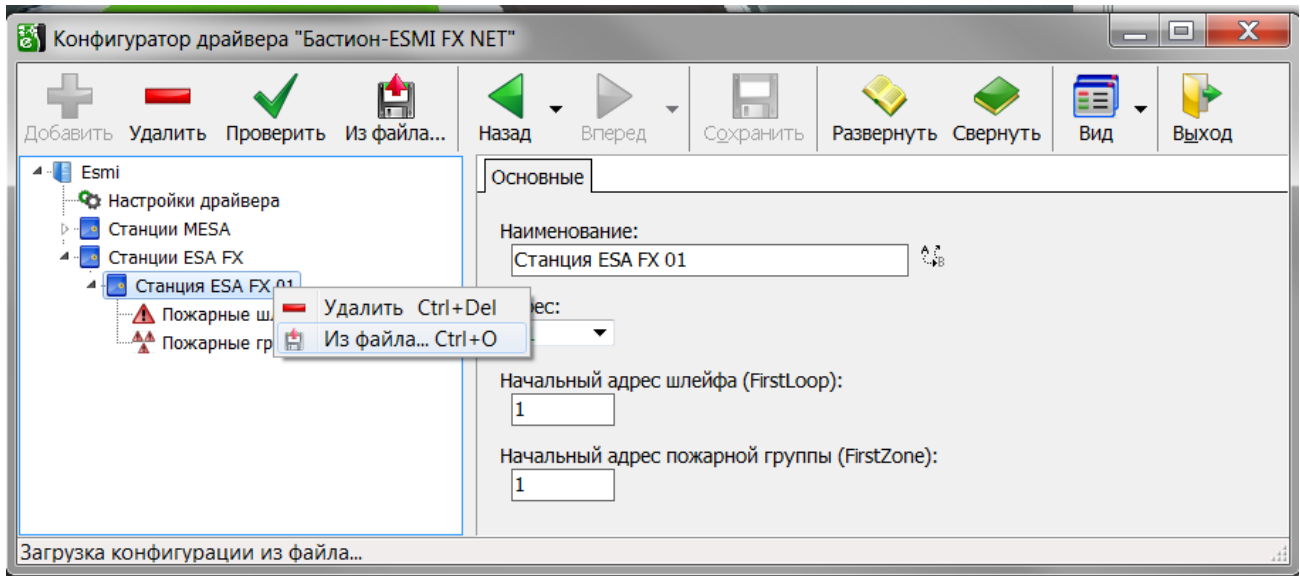 Конфигуратор драйвера "Бастион-ESMI FX NET"
Добавить Удалить Проверить Из файла... Назад Вперед Сохранить Развернуть Свернуть Вид Выход
Esmi
Настройки драйвера
Станции MESA
Станции ESA FX
Станция ESA FX 01
Пожарные ш
Пожарные гр
Удалить Ctrl+Del
Из файла... Ctrl+O
Основные
Наименование:
Станция ESA FX 01
A
B
ес:
Начальный адрес шлейфа (FirstLoop):
1
Начальный адрес пожарной группы (FirstZone):
1
Загрузка конфигурации из файла...